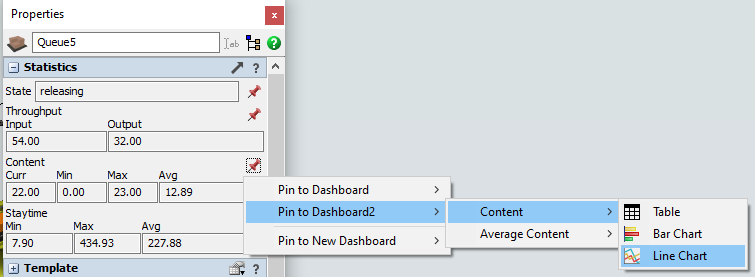 Properties
Queue5
Statistics ?
State releasing
Throughput
Input Output
54.00 32.00
Content
Curr Min Max Avg
22.00 0.00 23.00 12.89
Staytime
Min Max Avg
7.90 434.93 227.88
Template ?
Pin to Dashboard
Pin to Dashboard2
Pin to New Dashboard
Content
Average Content
Table
Bar Chart
Line Chart